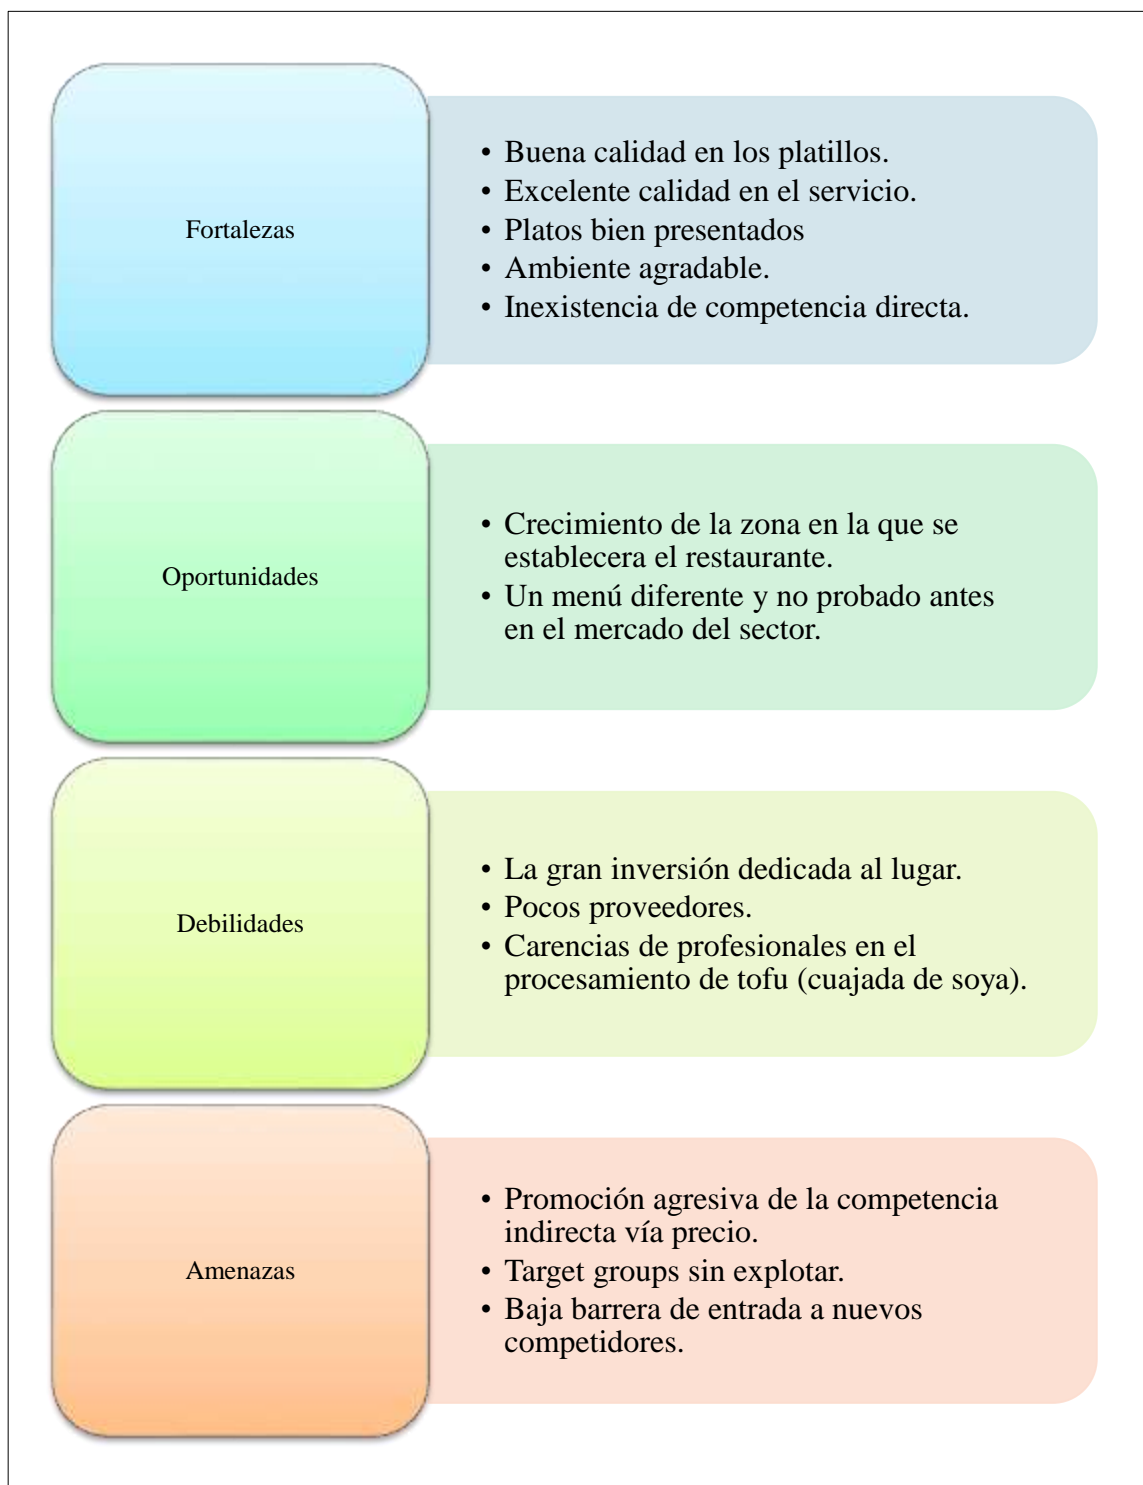 Fortalezas
• Buena calidad en los platillos.
• Excelente calidad en el servicio.
• Platos bien presentados
• Ambiente agradable.
• Inexistencia de competencia directa.
Oportunidades
• Crecimiento de la zona en la que se
establecera el restaurante.
• Un menú diferente y no probado antes
en el mercado del sector.
Debilidades
• La gran inversión dedicada al lugar.
• Pocos proveedores.
• Carencias de profesionales en el
procesamiento de tofu (cuajada de soya).
Amenazas
• Promoción agresiva de la competencia
indirecta vía precio.
• Target groups sin explotar.
• Baja barrera de entrada a nuevos
competidores.